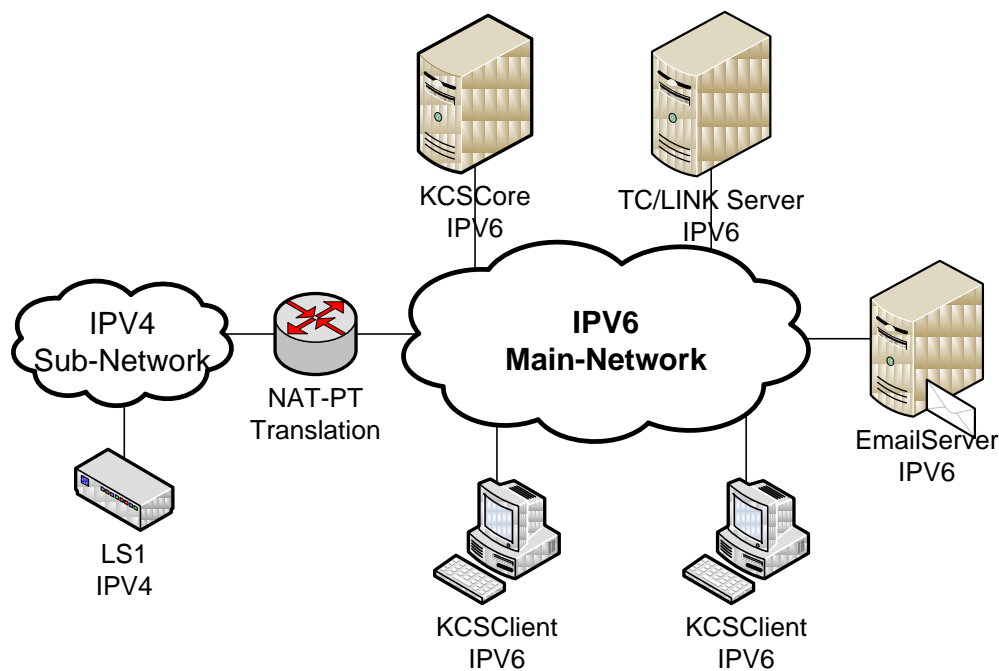 KCSCore
IPV6
TC/LINK Server
IPV6
IPV4
Sub-Network
NAT-PT
Translation
IPV6
Main-Network
EmailServer
IPV6
LS1
IPV4
KCSClient
IPV6
KCSClient
IPV6